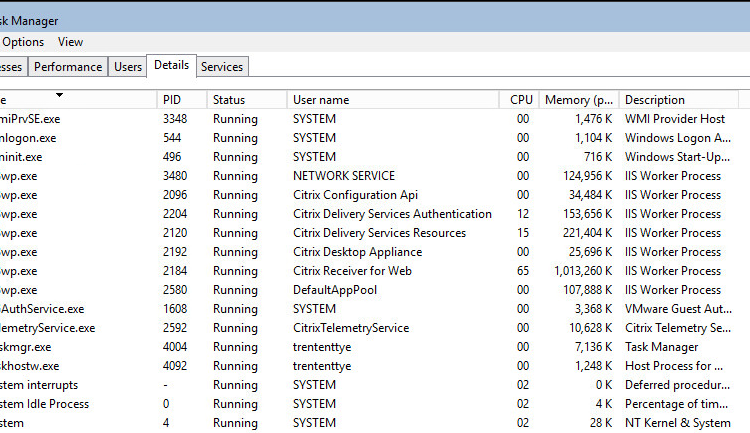 sk Manager
Options View
esses Performance Users Details Services
e PID Status User name CPU Memory (p... Description
miPrvSE.exe 3348 Running SYSTEM 00 1,476 K WMI Provider Host
nlogon.exe 544 Running SYSTEM 00 1,104 K Windows Logon A...
ninit.exe 496 Running SYSTEM 00 716 K Windows Start-Up...
wp.exe 3480 Running NETWORK SERVICE 00 124,956 K IIS Worker Process
wp.exe 2096 Running Citrix Configuration Api 00 34,484 K IIS Worker Process
wp.exe 2204 Running Citrix Delivery Services Authentication 12 153,656 K IIS Worker Process
wp.exe 2120 Running Citrix Delivery Services Resources 15 221,404 K IIS Worker Process
wp.exe 2192 Running Citrix Desktop Appliance 00 25,696 K IIS Worker Process
wp.exe 2184 Running Citrix Receiver for Web 65 1,013,260 K IIS Worker Process
wp.exe 2580 Running DefaultAppPool 00 107,888 K IIS Worker Process
AuthService.exe 1608 Running SYSTEM 00 3,368 K VMware Guest Aut...
lemetryService.exe 2592 Running CitrixTelemetryService 00 10,628 K Citrix Telemetry Se...
skmgr.exe 4004 Running trententtye 00 7,136 K Task Manager
skhostw.exe 4092 Running trententtye 00 1,248 K Host Process for ...
stem interrupts - Running SYSTEM 02 0 K Deferred procedur...
stem Idle Process 0 Running SYSTEM 02 4 K Percentage of tim...
stem 4 Running SYSTEM 02 28 K NT Kernel & System